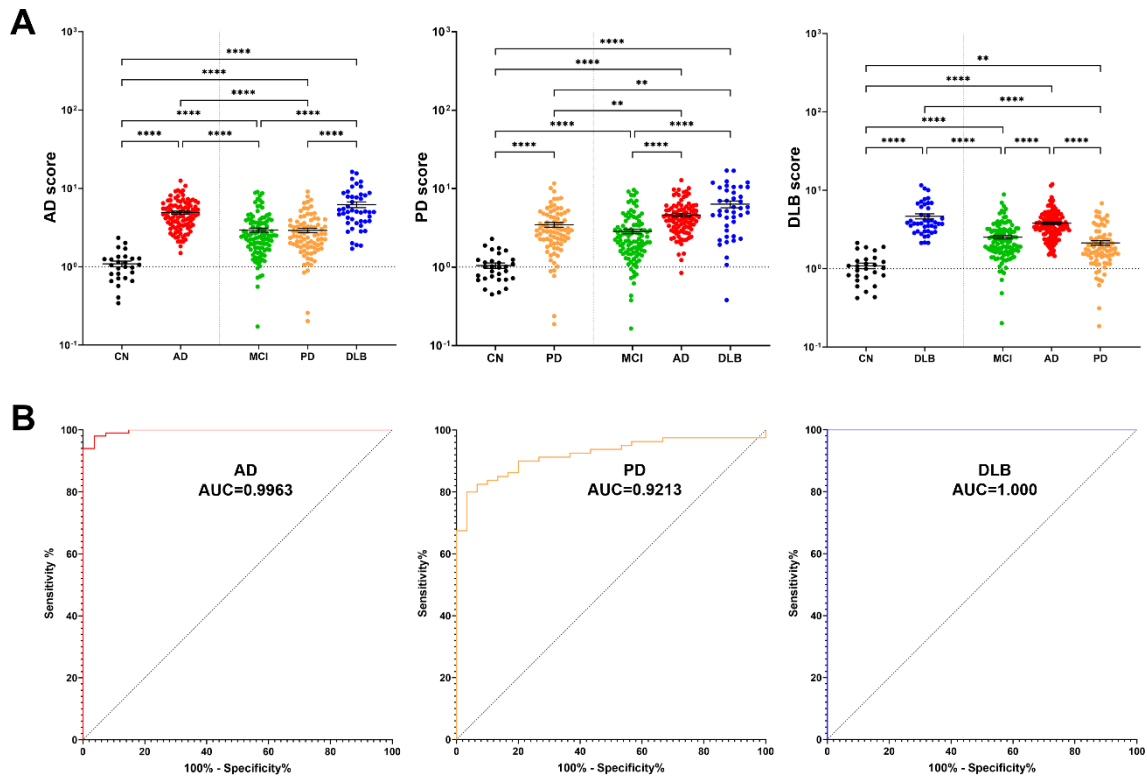 A
AD score
10³
10²
10¹
10⁰
10⁻¹
****
****
****
****
****
****
****
****
CN
AD
MCI
PD
DLB
PD score
10³
10²
10¹
10⁰
10⁻¹
****
****
**
**
****
****
****
****
CN
PD
MCI
AD
DLB
DLB score
10³
10²
10¹
10⁰
10⁻¹
**
****
****
****
****
****
****
****
CN
DLB
MCI
AD
PD
B
Sensitivity %
100
80
60
40
20
0
AD
AUC=0.9963
0
20
40
60
80
100
100% - Specificity%
Sensitivity%
100
80
60
40
20
0
PD
AUC=0.9213
0
20
40
60
80
100
100% - Specificity%
Sensitivity%
100
80
60
40
20
0
DLB
AUC=1.000
0
20
40
60
80
100
100% - Specificity%